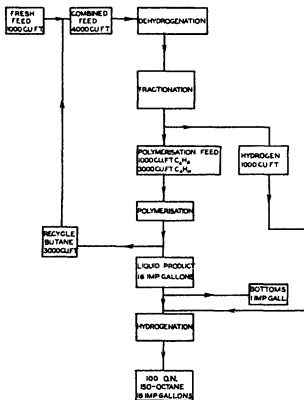 FRESH
FEED
1000 CU FT
COMBINED
FEED
4000 CU FT
DEHYDROGENATION
FRACTIONATION
POLYMERISATION FEED
1000 CU.FT C₄H₈
3000 CU.FT C₄H₁₀
HYDROGEN
1000 CU FT
POLYMERISATION
RECYCLE
BUTANE
3000 CU FT
LIQUID PRODUCT
16 IMP GALLONS
BOTTOMS
1 IMP GALL
HYDROGENATION
100 O.N.
ISO-OCTANE
16 IMP GALLONS